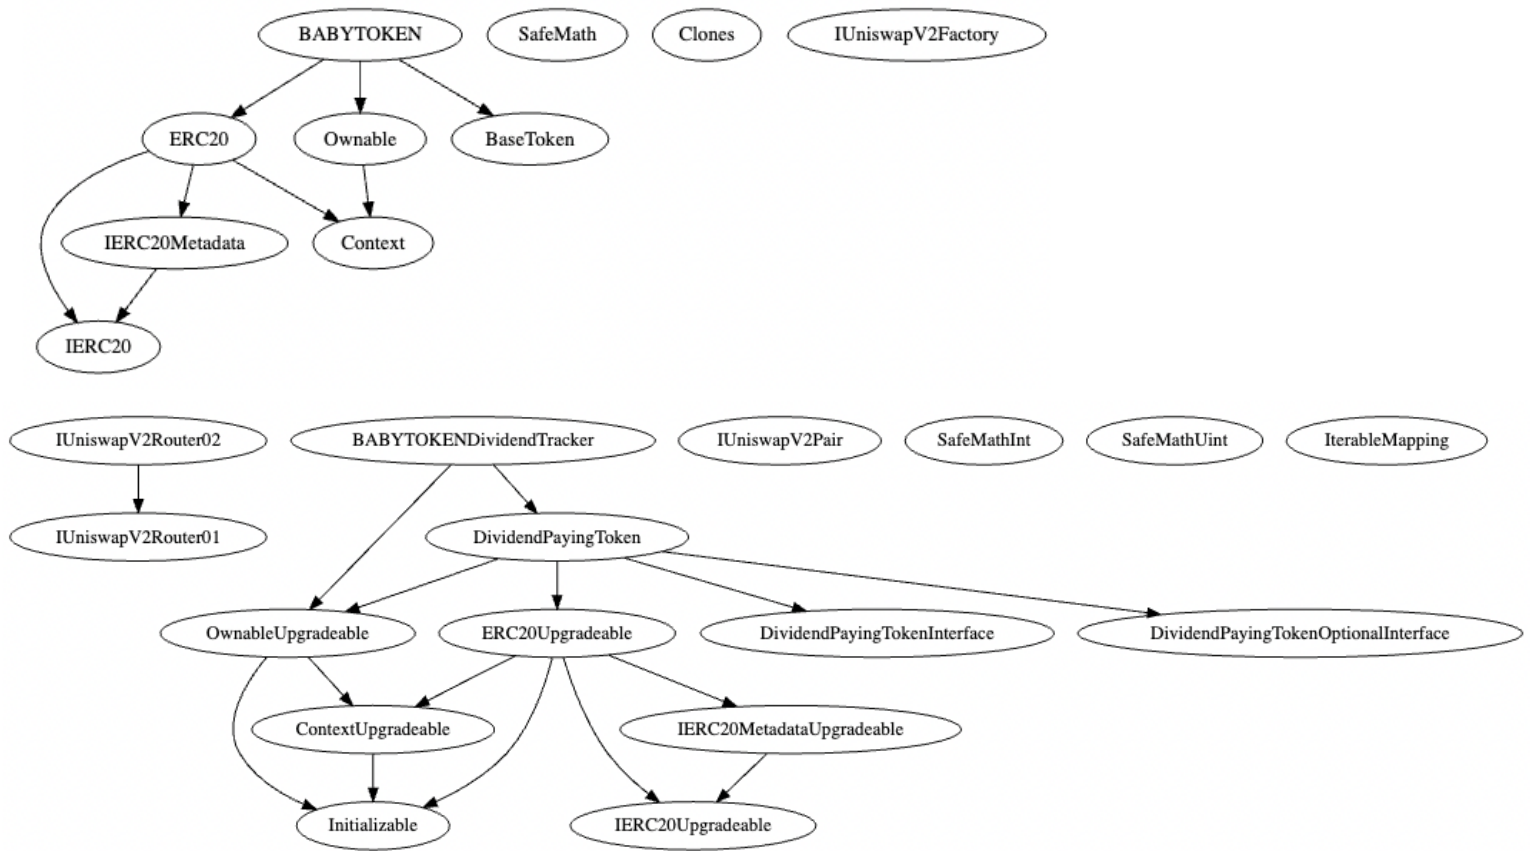 BABYTOKEN
SafeMath
Clones
IUniswapV2Factory
ERC20
Ownable
BaseToken
IERC20Metadata
Context
IERC20
IUniswapV2Router02
BABYTOKENDividendTracker
IUniswapV2Pair
SafeMathInt
SafeMathUint
IterableMapping
IUniswapV2Router01
DividendPayingToken
OwnableUpgradeable
ERC20Upgradeable
DividendPayingTokenInterface
DividendPayingTokenOptionalInterface
ContextUpgradeable
IERC20MetadataUpgradeable
Initializable
IERC20Upgradeable